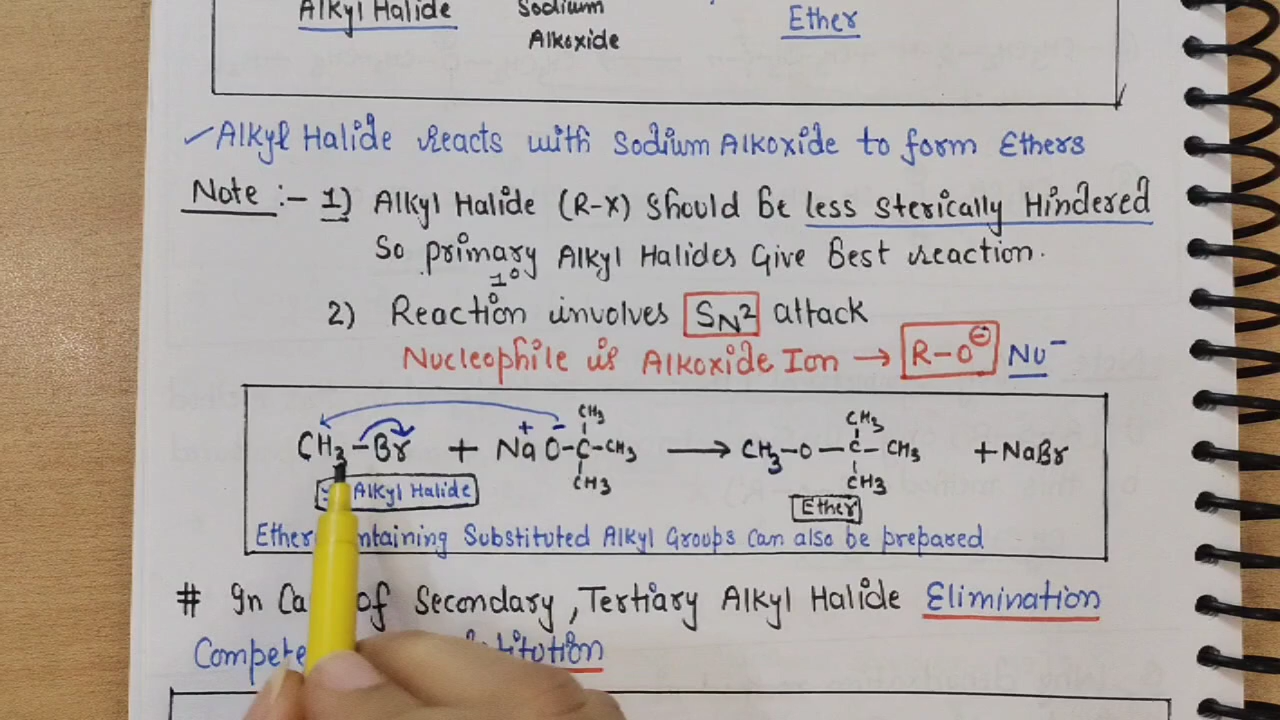 Alkyl Halide Sodium Alkoxide Ether
✓ Alkyl Halide reacts with Sodium Alkoxide to form Ethers
Note :- 1) Alkyl Halide (R-X) Should be less sterically Hindered
So primary Alkyl Halides Give Best reaction.
1°
2) Reaction involves SN2 attack
Nucleophile is Alkoxide Ion → R-O⊖ Nu⁻
CH3 CH3
CH3-Br + Na⁺ O⁻-C-CH3 → CH3-O-C-CH3 + NaBr
CH3 CH3
Alkyl Halide Ether
Substituted Alkyl Groups Can also be prepared
# In of Secondary, Tertiary Alkyl Halide Elimination